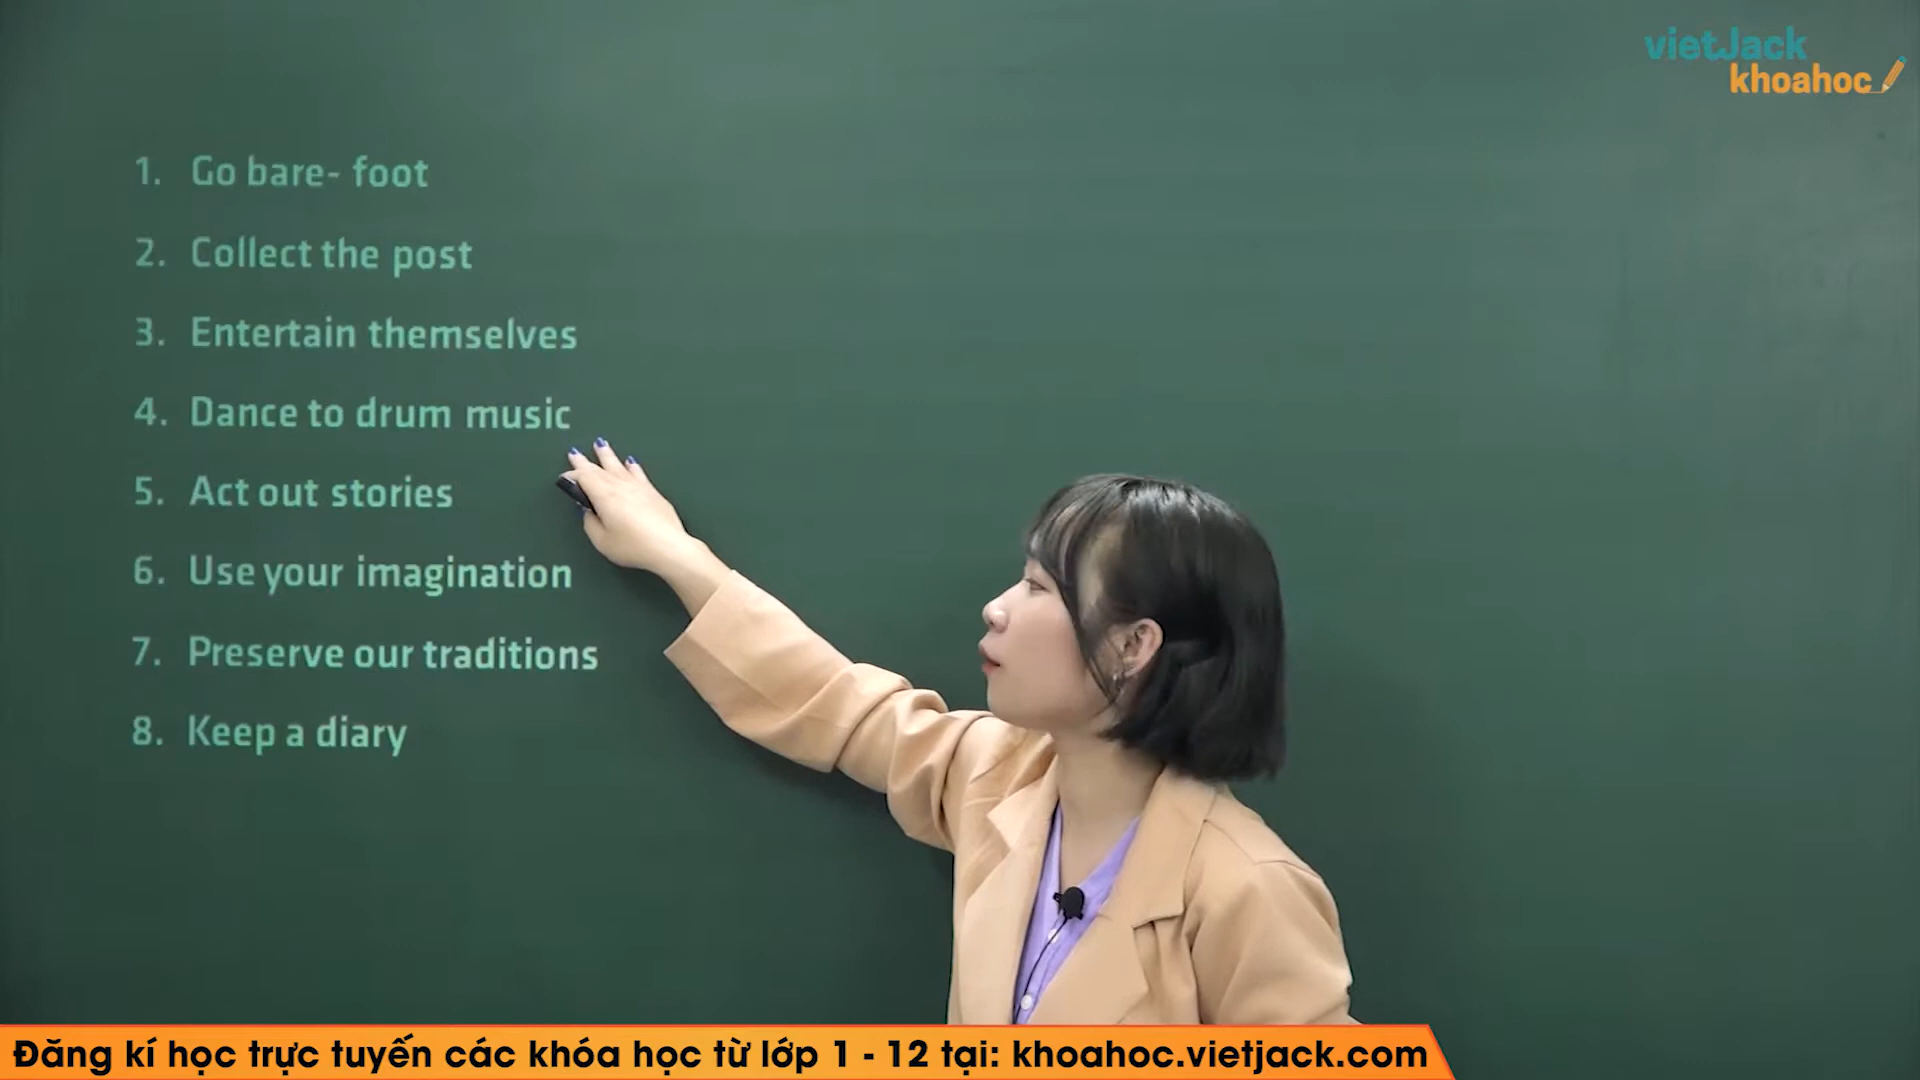 vietJack
khoahoc
1. Go bare- foot
2. Collect the post
3. Entertain themselves
4. Dance to drum music
5. Act out stories
6. Use your imagination
7. Preserve our traditions
8. Keep a diary
Đăng kí học trực tuyến các khóa học từ lớp 1 - 12 tại: khoahoc.vietjack.com